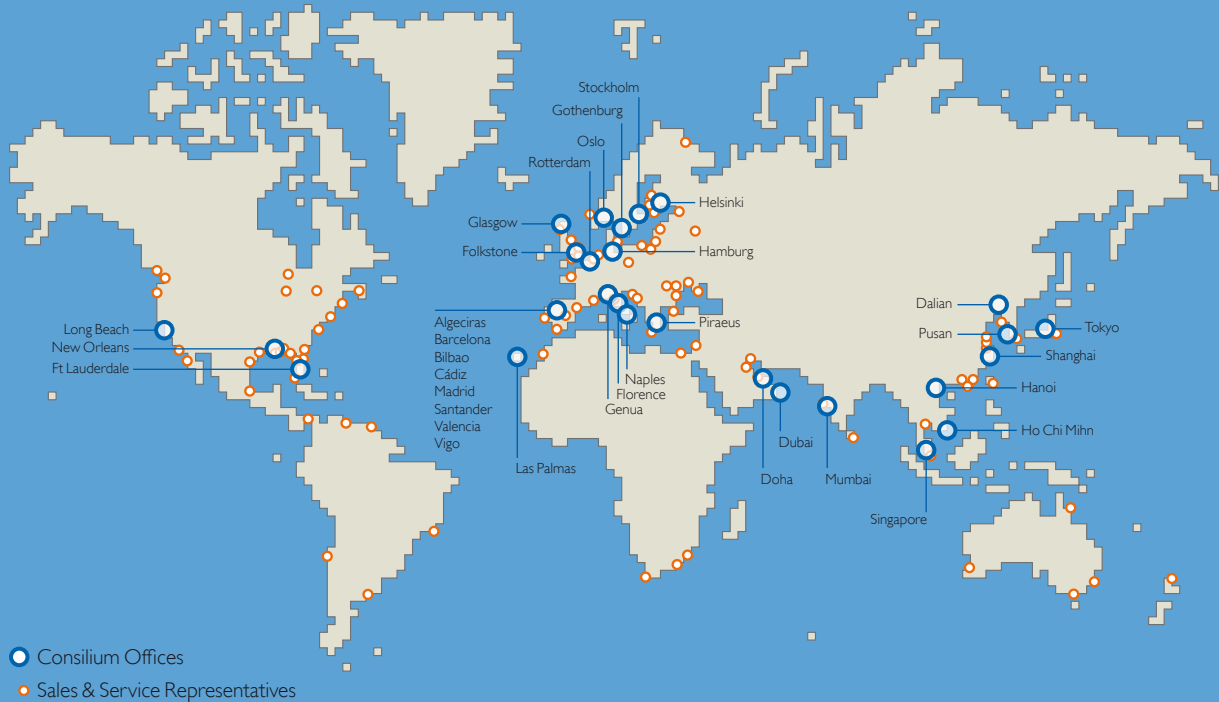 Stockholm
Gothenburg
Oslo
Rotterdam
Glasgow
Helsinki
Folkstone
Hamburg
Long Beach
New Orleans
Ft Lauderdale
Algeciras
Barcelona
Bilbao
Cádiz
Madrid
Santander
Valencia
Vigo
Las Palmas
Piraeus
Naples
Florence
Genua
Dubai
Doha
Mumbai
Dalian
Pusan
Tokyo
Shanghai
Hanoi
Ho Chi Mihn
Singapore
Consilium Offices
Sales & Service Representatives